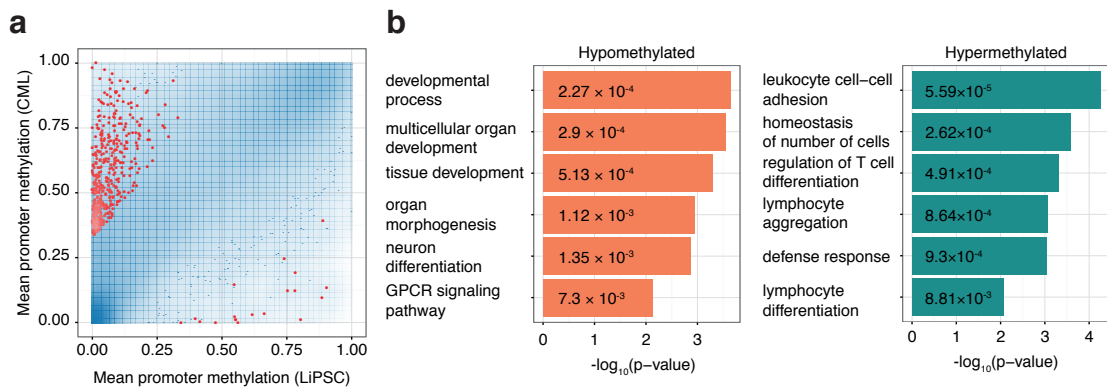 a
Mean promoter methylation (CML)
1.00
0.75
0.50
0.25
0.00
0.00 0.25 0.50 0.75 1.00
Mean promoter methylation (LiPSC)
b
Hypomethylated
developmental
process
multicellular organ
development
tissue development
organ
morphogenesis
neuron
differentiation
GPCR signaling
pathway
2.27 × 10⁻⁴
2.9 × 10⁻⁴
5.13 × 10⁻⁴
1.12 × 10⁻³
1.35 × 10⁻³
7.3 × 10⁻³
0 1 2 3
-log₁₀(p−value)
Hypermethylated
leukocyte cell−cell
adhesion
homeostasis
of number of cells
regulation of T cell
differentiation
lymphocyte
aggregation
defense response
lymphocyte
differentiation
5.59×10⁻⁵
2.62×10⁻⁴
4.91×10⁻⁴
8.64×10⁻⁴
9.3×10⁻⁴
8.81×10⁻³
0 1 2 3 4
-log₁₀(p−value)